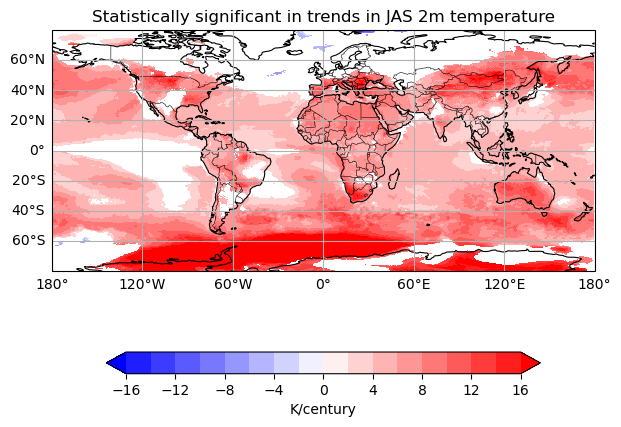 Statistically significant in trends in JAS 2m temperature
60°N
40°N
20°N
0°
20°S
40°S
60°S
180° 120°W 60°W 0° 60°E 120°E 180°
−16 −12 −8 −4 0 4 8 12 16
K/century